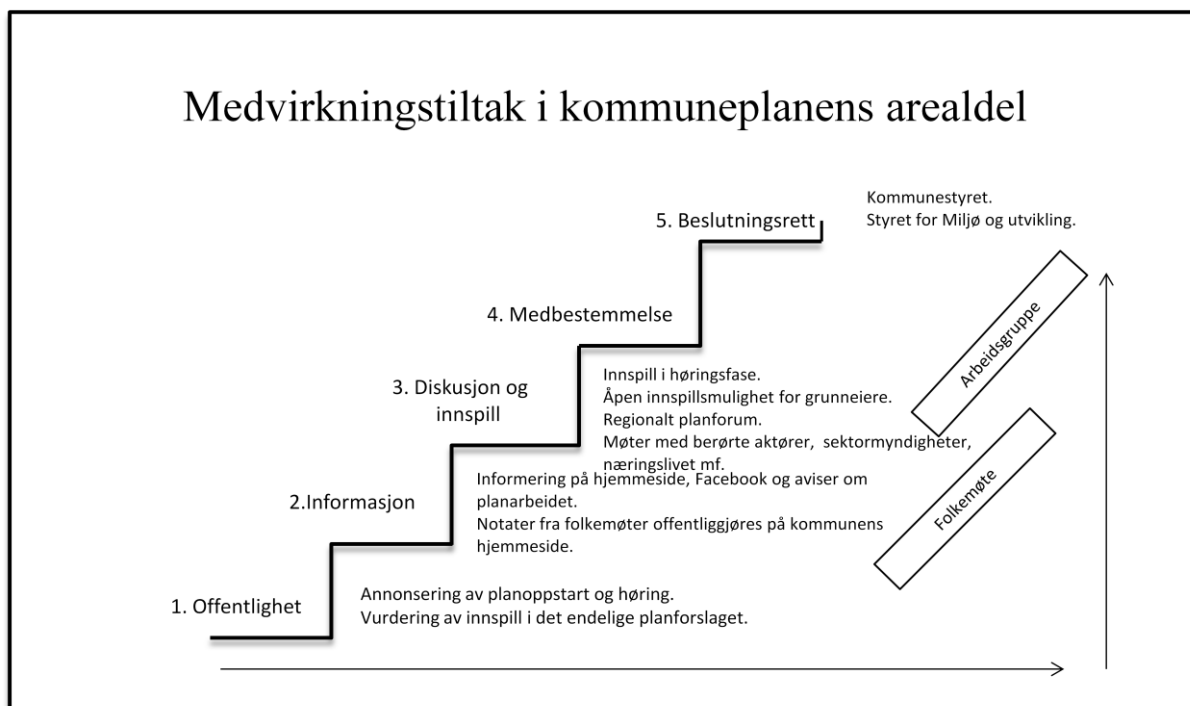 Medvirkningstiltak i kommuneplanens arealdel
Kommunestyret.
Styret for Miljø og utvikling.
5. Beslutningsrett
4. Medbestemmelse
Arbeidsgruppe
3. Diskusjon og
innspill
Innspill i høringsfase.
Åpen innspillsmulighet for grunneiere.
Regionalt planforum.
Møter med berørte aktører, sektormyndigheter,
næringslivet mf.
Folkemøte
2.Informasjon
Informering på hjemmeside, Facebook og aviser om
planarbeidet.
Notater fra folkemøter offentliggjøres på kommunens
hjemmeside.
1. Offentlighet
Annonsering av planoppstart og høring.
Vurdering av innspill i det endelige planforslaget.